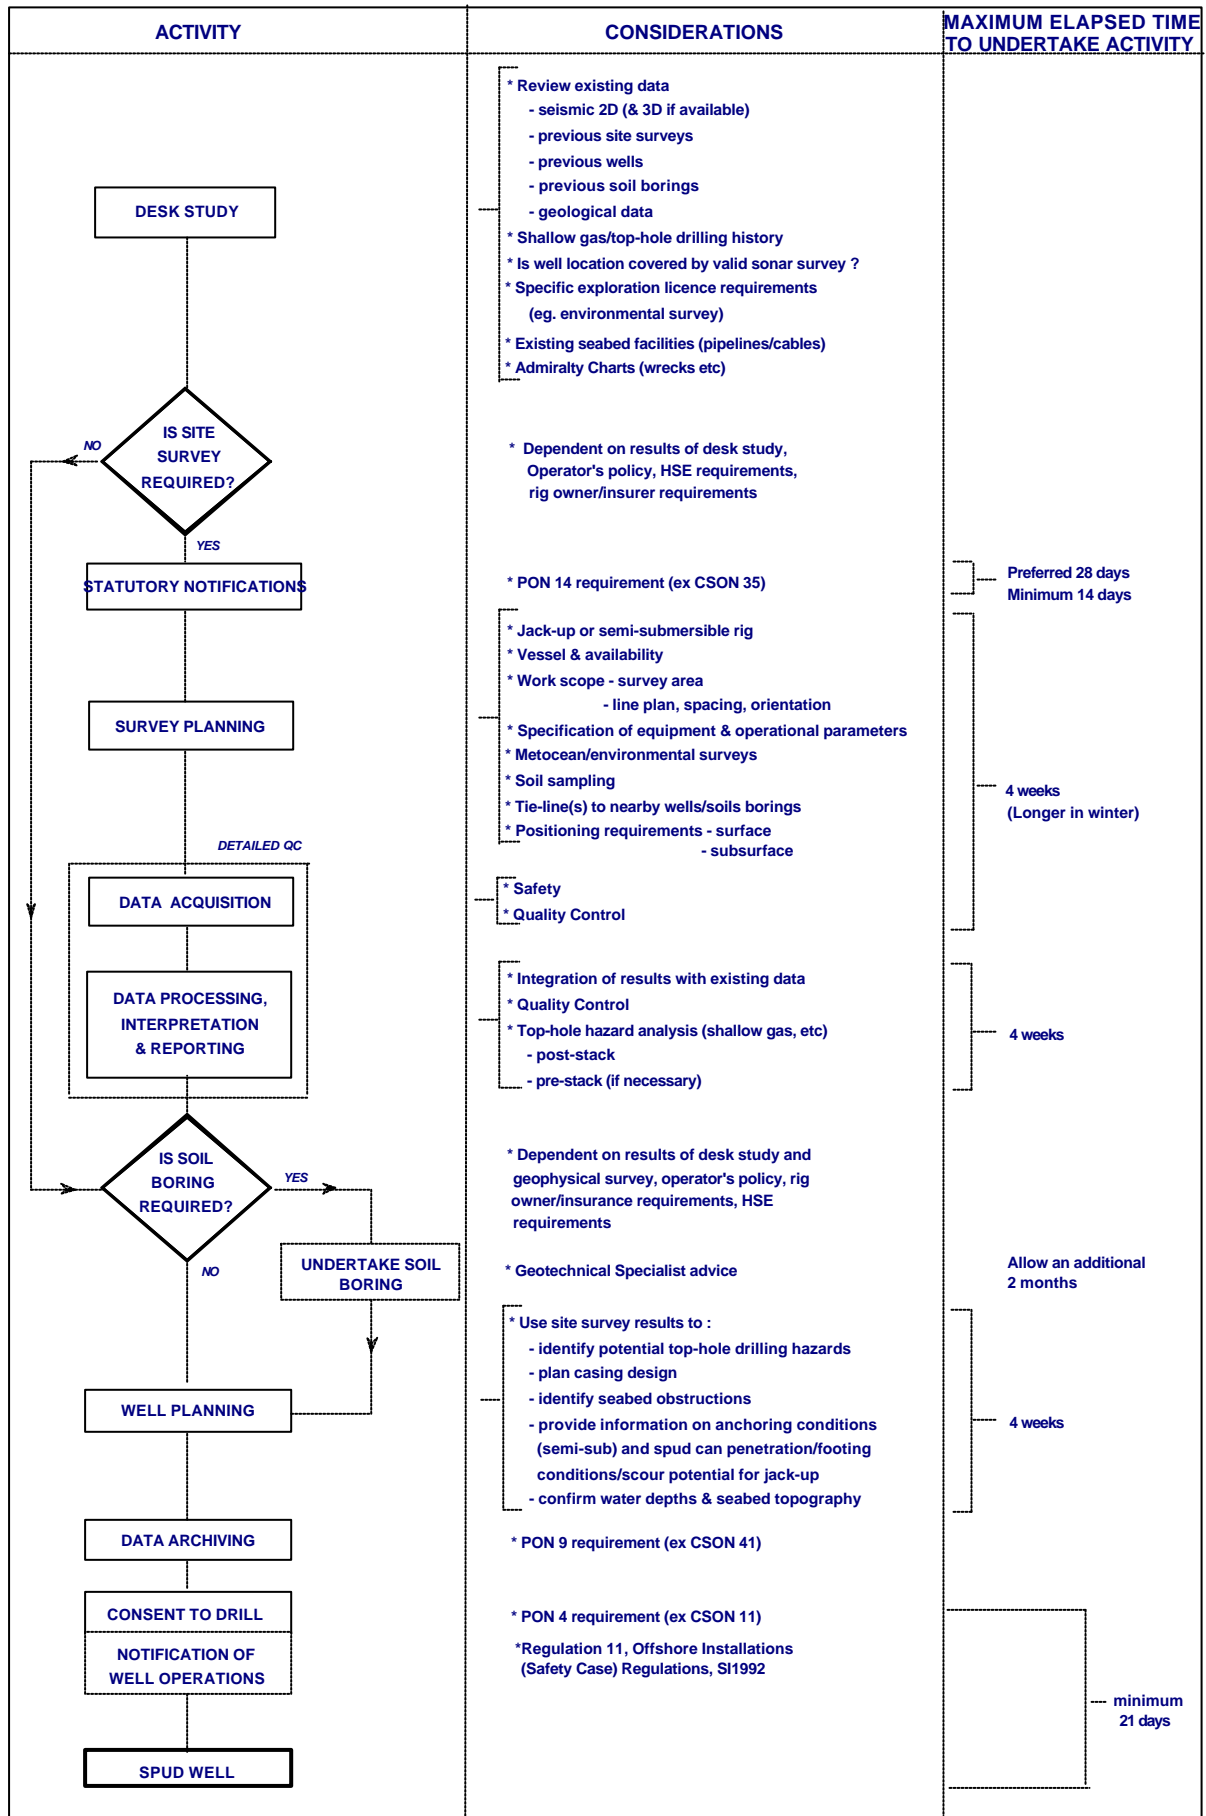 ACTIVITY
CONSIDERATIONS
MAXIMUM ELAPSED TIME
TO UNDERTAKE ACTIVITY
* Review existing data
- seismic 2D (& 3D if available)
- previous site surveys
- previous wells
- previous soil borings
- geological data
* Shallow gas/top-hole drilling history
* Is well location covered by valid sonar survey ?
* Specific exploration licence requirements
(eg. environmental survey)
* Existing seabed facilities (pipelines/cables)
* Admiralty Charts (wrecks etc)
DESK STUDY
IS SITE
SURVEY
REQUIRED?
NO
YES
* Dependent on results of desk study,
Operator's policy, HSE requirements,
rig owner/insurer requirements
STATUTORY NOTIFICATIONS
* PON 14 requirement (ex CSON 35)
Preferred 28 days
Minimum 14 days
SURVEY PLANNING
* Jack-up or semi-submersible rig
* Vessel & availability
* Work scope - survey area
- line plan, spacing, orientation
* Specification of equipment & operational parameters
* Metocean/environmental surveys
* Soil sampling
* Tie-line(s) to nearby wells/soils borings
* Positioning requirements - surface
- subsurface
4 weeks
(Longer in winter)
DETAILED QC
DATA ACQUISITION
* Safety
* Quality Control
DATA PROCESSING,
INTERPRETATION
& REPORTING
* Integration of results with existing data
* Quality Control
* Top-hole hazard analysis (shallow gas, etc)
- post-stack
- pre-stack (if necessary)
4 weeks
IS SOIL
BORING
REQUIRED?
YES
NO
* Dependent on results of desk study and
geophysical survey, operator's policy, rig
owner/insurance requirements, HSE
requirements
UNDERTAKE SOIL
BORING
* Geotechnical Specialist advice
Allow an additional
2 months
WELL PLANNING
* Use site survey results to :
- identify potential top-hole drilling hazards
- plan casing design
- identify seabed obstructions
- provide information on anchoring conditions
(semi-sub) and spud can penetration/footing
conditions/scour potential for jack-up
- confirm water depths & seabed topography
4 weeks
DATA ARCHIVING
* PON 9 requirement (ex CSON 41)
CONSENT TO DRILL
* PON 4 requirement (ex CSON 11)
NOTIFICATION OF
WELL OPERATIONS
*Regulation 11, Offshore Installations
(Safety Case) Regulations, SI1992
minimum
21 days
SPUD WELL